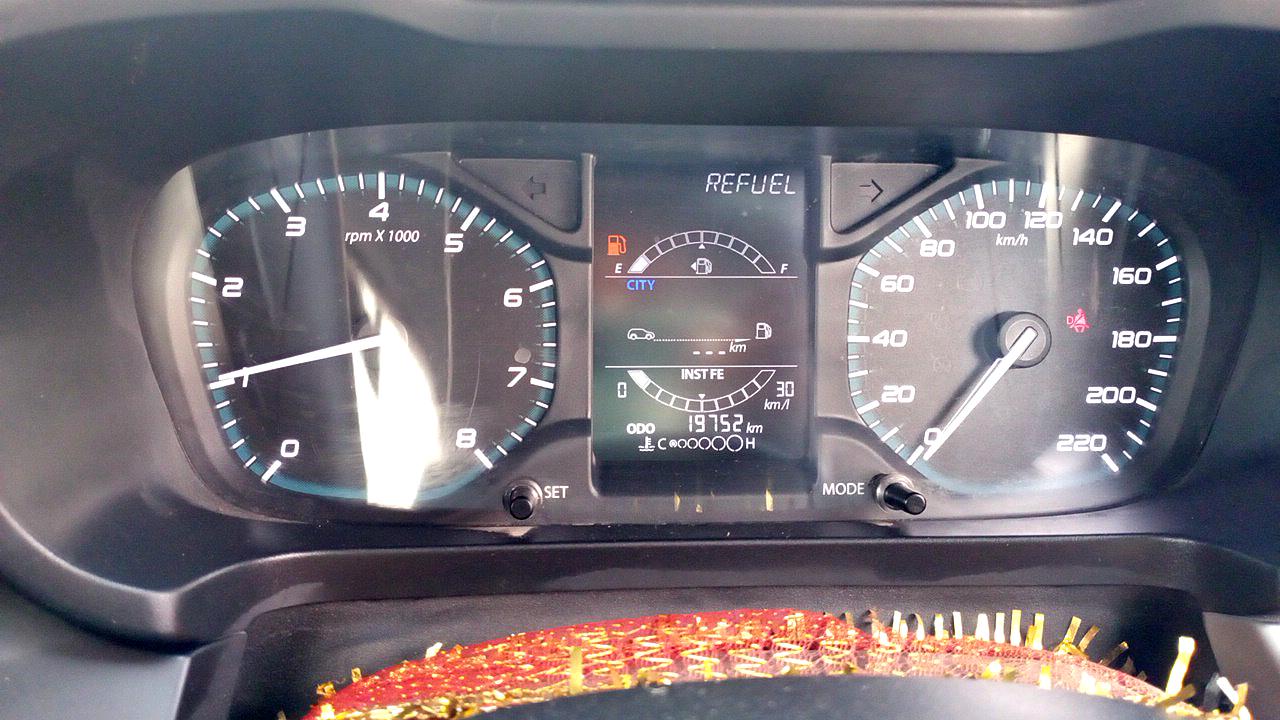 REFUEL
E F
CITY
--- km
INST FE
0 30
km/l
ODO 19752 km
C H
0 1 2 3 4 5 6 7 8
rpm X 1000
0 20 40 60 80 100 120 140 160 180 200 220
km/h
SET
MODE